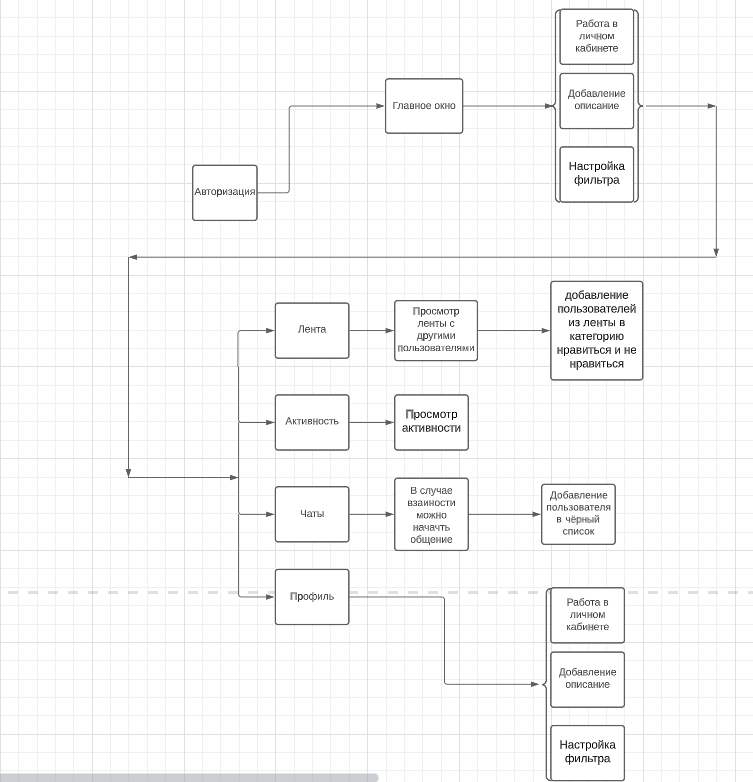 Работа в
личном
кабинете
Главное окно
Добавление
описание
Настройка
фильтра
Авторизация
Лента
Просмотр
ленты с
другими
пользователями
добавление
пользователей
из ленты в
категорию
нравиться и не
нравиться
Активность
Просмотр
активности
Чаты
В случае
взаиности
можно
начачть
общение
Добавление
пользователя
в чёрный
список
Профиль
Работа в
личном
кабинете
Добавление
описание
Настройка
фильтра